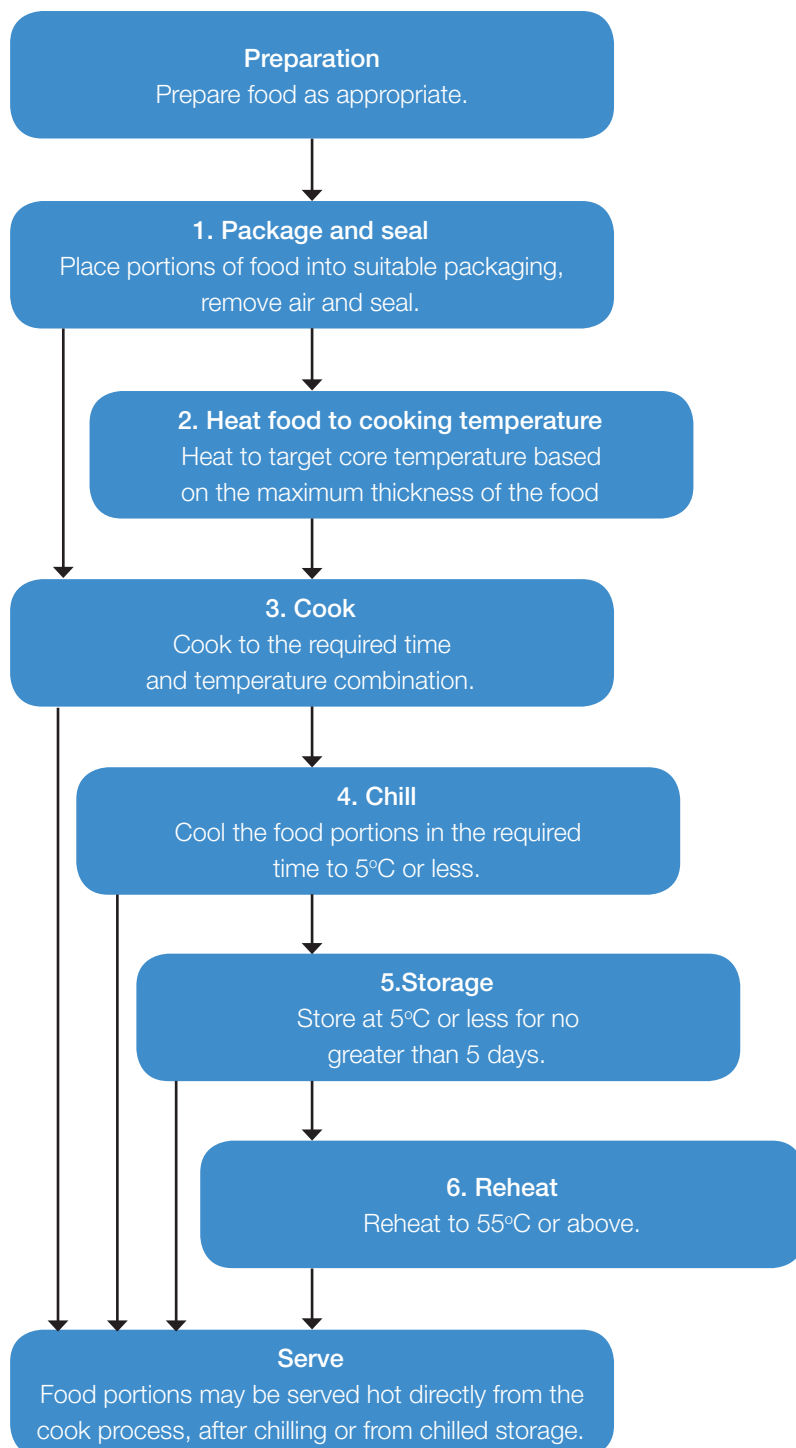 Preparation
Prepare food as appropriate.
1. Package and seal
Place portions of food into suitable packaging,
remove air and seal.
2. Heat food to cooking temperature
Heat to target core temperature based
on the maximum thickness of the food
3. Cook
Cook to the required time
and temperature combination.
4. Chill
Cool the food portions in the required
time to 5ºC or less.
5.Storage
Store at 5ºC or less for no
greater than 5 days.
6. Reheat
Reheat to 55ºC or above.
Serve
Food portions may be served hot directly from the
cook process, after chilling or from chilled storage.